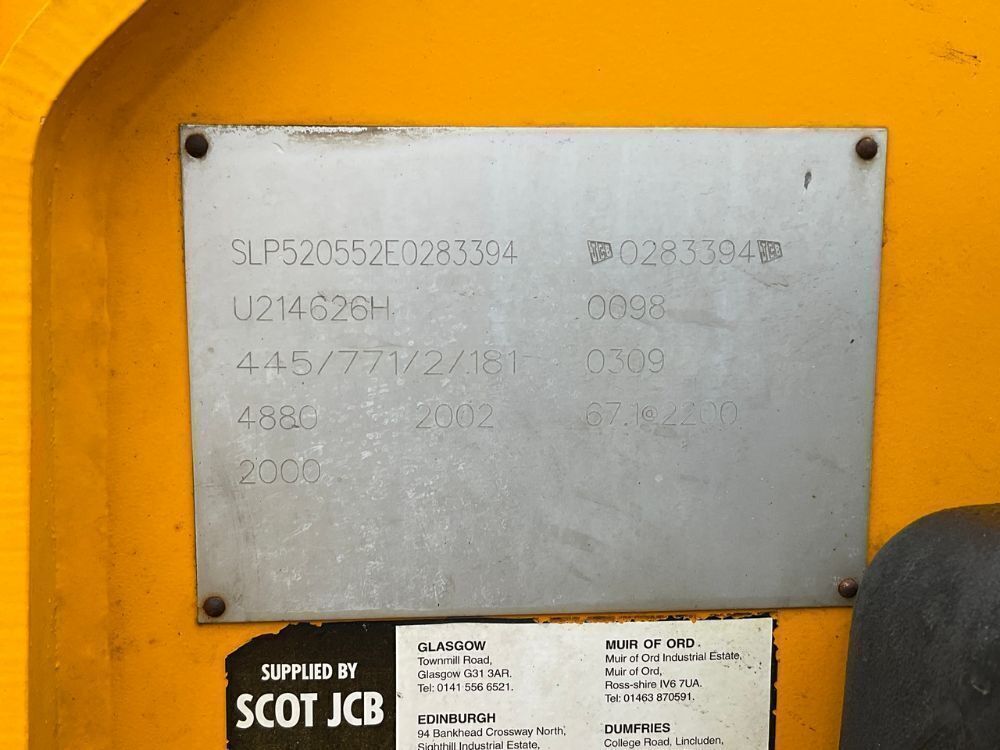 SLP520552E0283394 JCB 0283394 JCB
U214626H 0098
445/771/2/181 0309
4880 2002 67.1@2200
2000
SUPPLIED BY
SCOT JCB
GLASGOW
Townmill Road,
Glasgow G31 3AR.
Tel: 0141 556 6521.
EDINBURGH
94 Bankhead Crossway North,
Sighthill Industrial Estate,
MUIR OF ORD.
Muir of Ord Industrial Estate,
Muir of Ord,
Ross-shire IV6 7UA.
Tel: 01463 870591.
DUMFRIES
College Road, Lincluden,